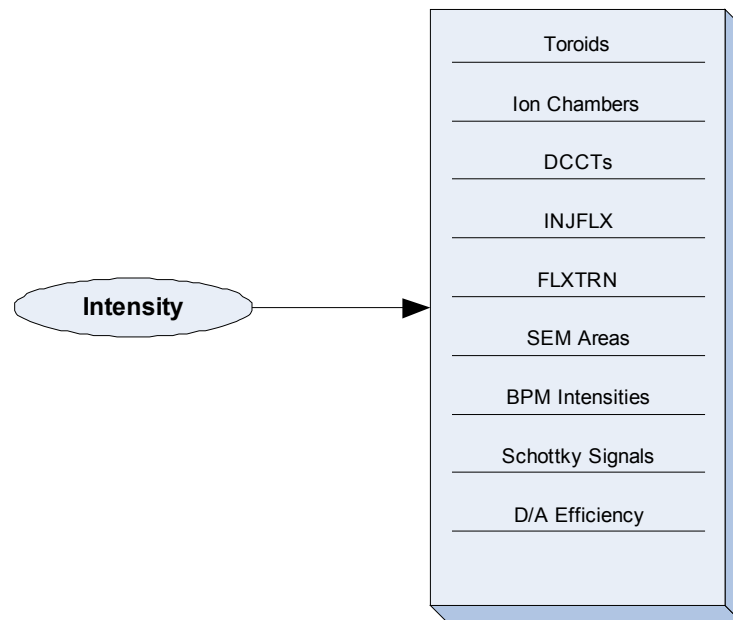 Toroids
Ion Chambers
DCCTs
INJFLX
Intensity
FLXTRN
SEM Areas
BPM Intensities
Schottky Signals
D/A Efficiency